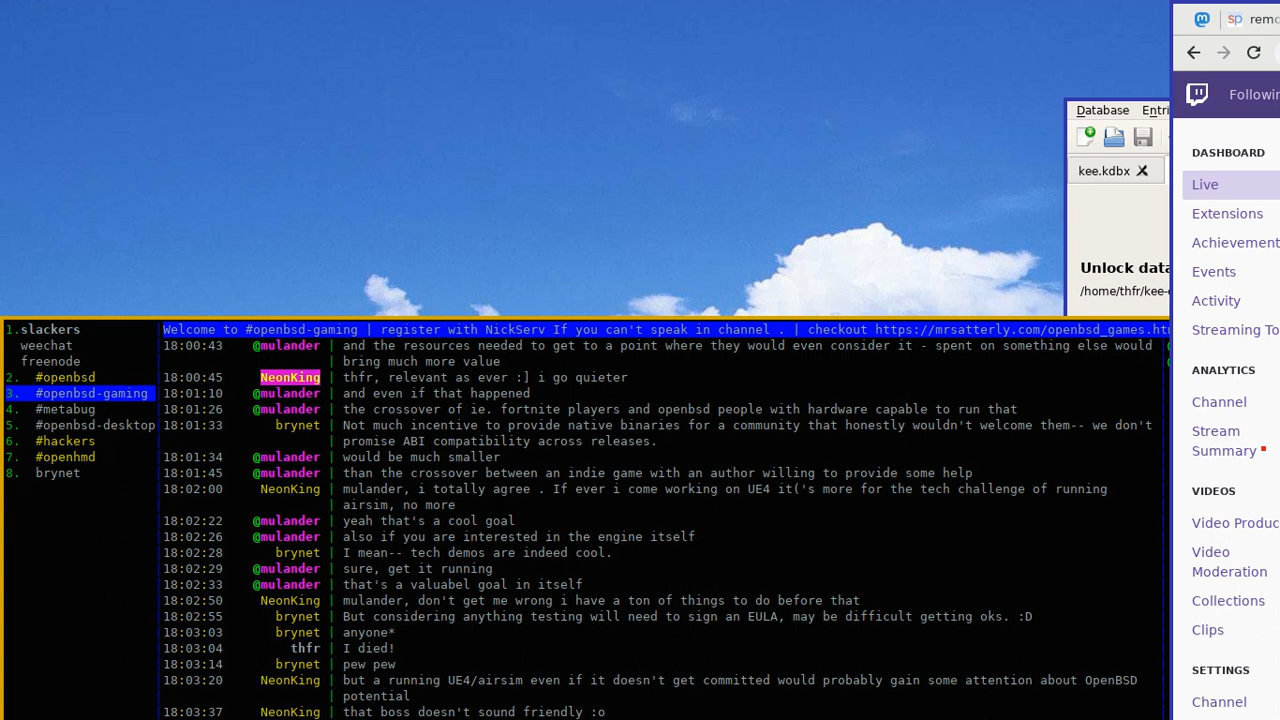 remo
Followin
Database Entri
kee.kdbx
Unlock data
/home/thfr/kee-
DASHBOARD
Live
Extensions
Achievement
Events
Activity
Streaming To
ANALYTICS
Channel
Stream
Summary
VIDEOS
Video Produc
Video
Moderation
Collections
Clips
SETTINGS
Channel
1.slackers
weechat
freenode
2. #openbsd
3. #openbsd-gaming
4. #metabug
5. #openbsd-desktop
6. #hackers
7. #openhmd
8. brynet
Welcome to #openbsd-gaming | register with NickServ If you can't speak in channel . | checkout https://mrsatterly.com/openbsd_games.htm
18:00:43 @mulander | and the resources needed to get to a point where they would even consider it - spent on something else would
| bring much more value
18:00:45 NeonKing | thfr, relevant as ever :] i go quieter
18:01:10 @mulander | and even if that happened
18:01:26 @mulander | the crossover of ie. fortnite players and openbsd people with hardware capable to run that
18:01:33 brynet | Not much incentive to provide native binaries for a community that honestly wouldn't welcome them-- we don't
| promise ABI compatibility across releases.
18:01:34 @mulander | would be much smaller
18:01:45 @mulander | than the crossover between an indie game with an author willing to provide some help
18:02:00 NeonKing | mulander, i totally agree . If ever i come working on UE4 it('s more for the tech challenge of running
| airsim, no more
18:02:22 @mulander | yeah that's a cool goal
18:02:26 @mulander | also if you are interested in the engine itself
18:02:28 brynet | I mean-- tech demos are indeed cool.
18:02:29 @mulander | sure, get it running
18:02:33 @mulander | that's a valuabel goal in itself
18:02:50 NeonKing | mulander, don't get me wrong i have a ton of things to do before that
18:02:55 brynet | But considering anything testing will need to sign an EULA, may be difficult getting oks. :D
18:03:03 brynet | anyone*
18:03:04 thfr | I died!
18:03:14 brynet | pew pew
18:03:20 NeonKing | but a running UE4/airsim even if it doesn't get committed would probably gain some attention about OpenBSD
| potential
18:03:37 NeonKing | that boss doesn't sound friendly :o